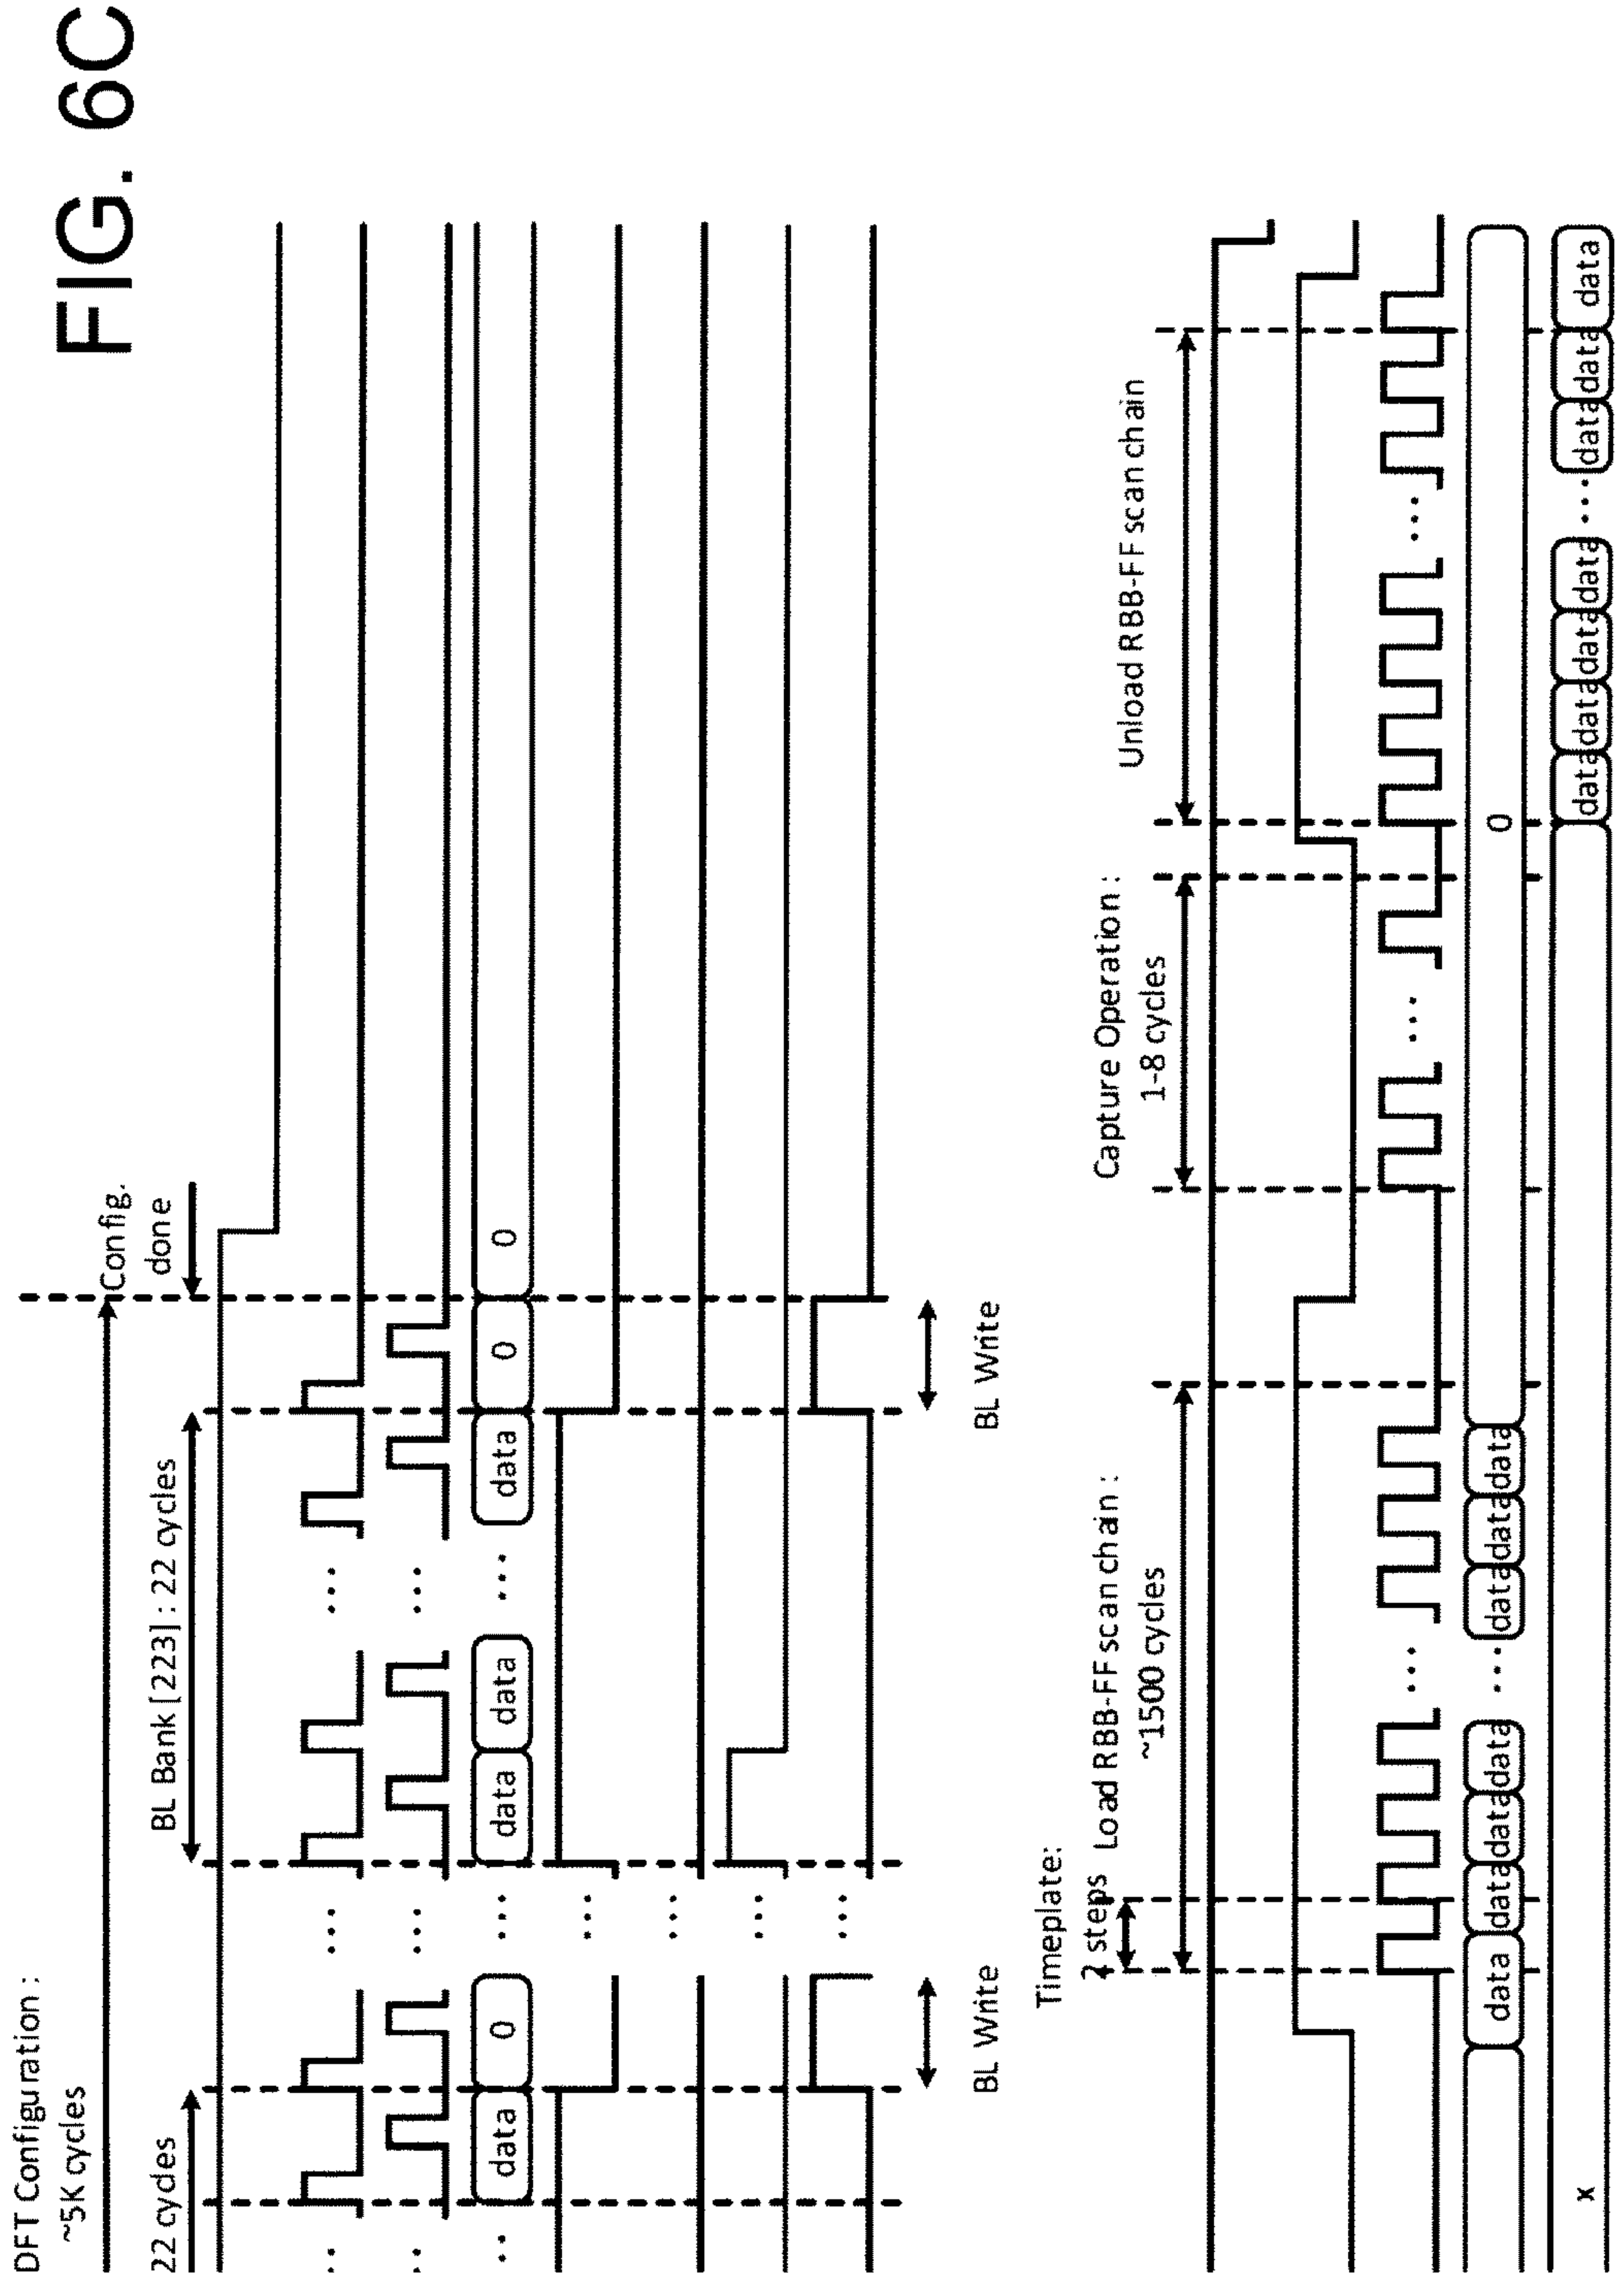 FIG. 6C
DFT Configuration :
~5K cycles
Config.
done
22 cycles
BL Bank [223] : 22 cycles
.. ... ... ...
.. ... ... ...
.. data 0 ... data data ... data 0 0
...
...
...
...
BL Write
BL Write
Timeplate:
2 steps
Load RBB-FF scan chain :
~1500 cycles
Capture Operation :
1-8 cycles
Unload RBB-FF scan chain
... ... ...
data data data data ... data data data 0
x data data data data ... data data data